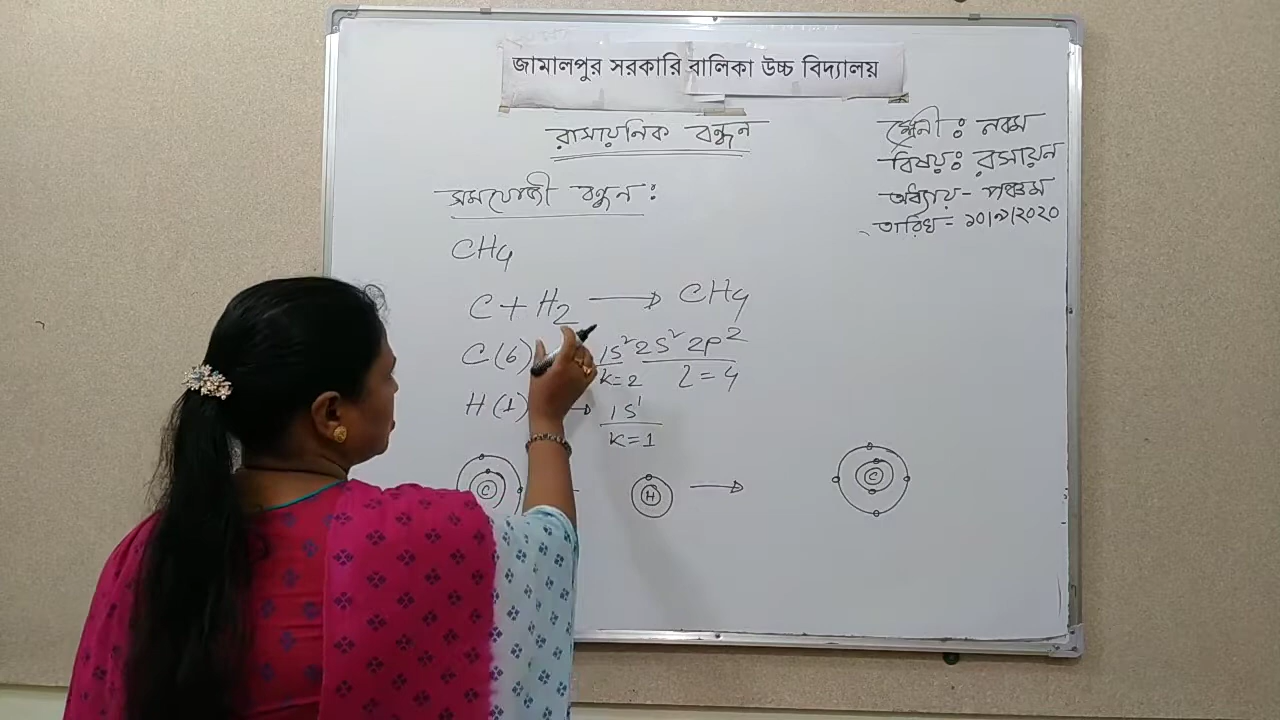 জামালপুর সরকারি বালিকা উচ্চ বিদ্যালয়
রাসায়নিক বন্ধন
শ্রেনী : নবম
বিষয় : রসায়ন
অধ্যায় - পঞ্চম
তারিখ = ১০/৯/২০২০
সমযোজী বন্ধন :
CH4
C + H2 → CH4
C (6) 1s² 2s² 2p²
K=2 L=4
H (1) → 1s¹
K=1
C H → C